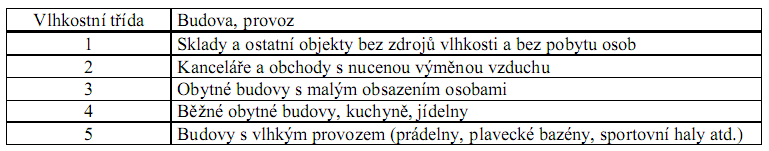 Vlhkostní třída Budova, provoz
1 Sklady a ostatní objekty bez zdrojů vlhkosti a bez pobytu osob
2 Kanceláře a obchody s nucenou výměnou vzduchu
3 Obytné budovy s malým obsazením osobami
4 Běžné obytné budovy, kuchyně, jídelny
5 Budovy s vlhkým provozem (prádelny, plavecké bazény, sportovní haly atd.)